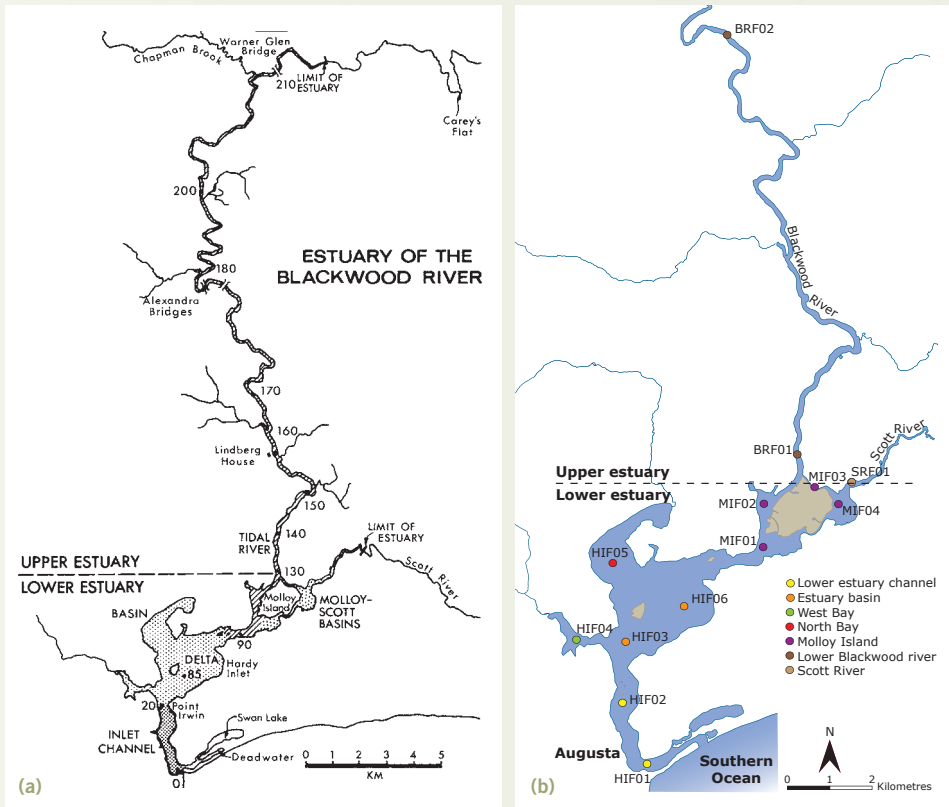 Warner Glen
Bridge
Chapman Brook
210
LIMIT OF
ESTUARY
Carey's
Flat
200
ESTUARY OF THE
BLACKWOOD RIVER
180
Alexandra
Bridges
170
160
Lindberg
House
150
140
TIDAL
RIVER
LIMIT OF
ESTUARY
Scott River
UPPER ESTUARY
130
LOWER ESTUARY
Molloy
Island
MOLLOY-
SCOTT
BASINS
BASIN
90
DELTA
Hardy
Inlet
85
20
Point
Irwin
INLET
CHANNEL
Swan Lake
Deadwater
0
0 1 2 3 4 5
KM
(a)
BRF02
Blackwood
River
BRF01
Scott River
Upper estuary
MIF03
SRF01
Lower estuary
MIF02
MIF04
MIF01
HIF05
HIF06
HIF04
HIF03
HIF02
Lower estuary channel
Estuary basin
West Bay
North Bay
Molloy Island
Lower Blackwood river
Scott River
Augusta
HIF01
Southern
Ocean
N
0 1 2 Kilometres
(b)